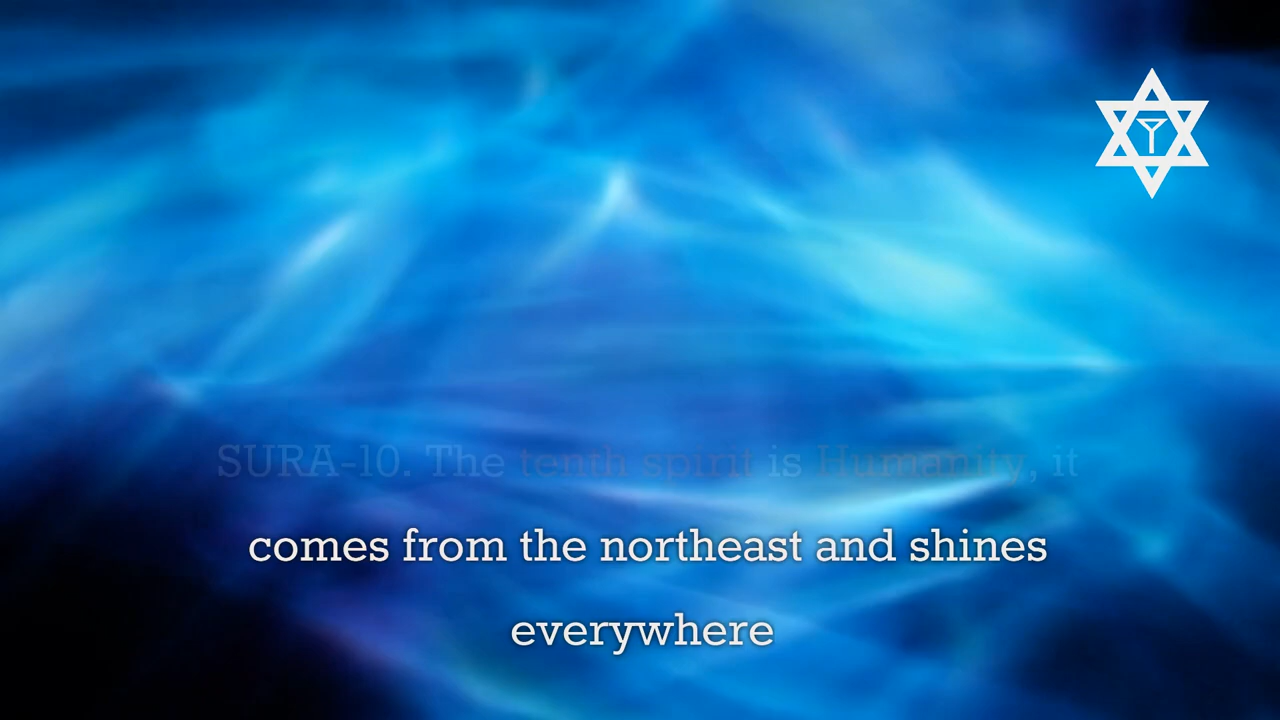 SURA-10. The tenth spirit is Humanity, it
comes from the northeast and shines
everywhere